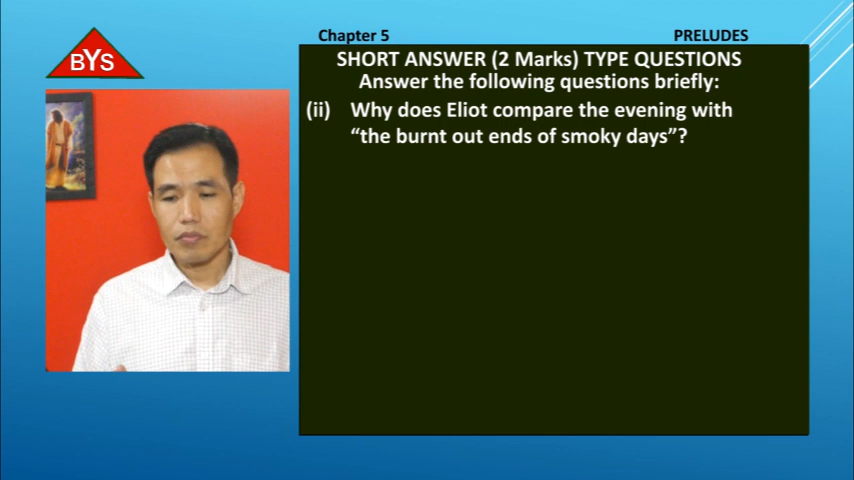 BYS
Chapter 5 PRELUDES
SHORT ANSWER (2 Marks) TYPE QUESTIONS
Answer the following questions briefly:
(ii) Why does Eliot compare the evening with
“the burnt out ends of smoky days”?